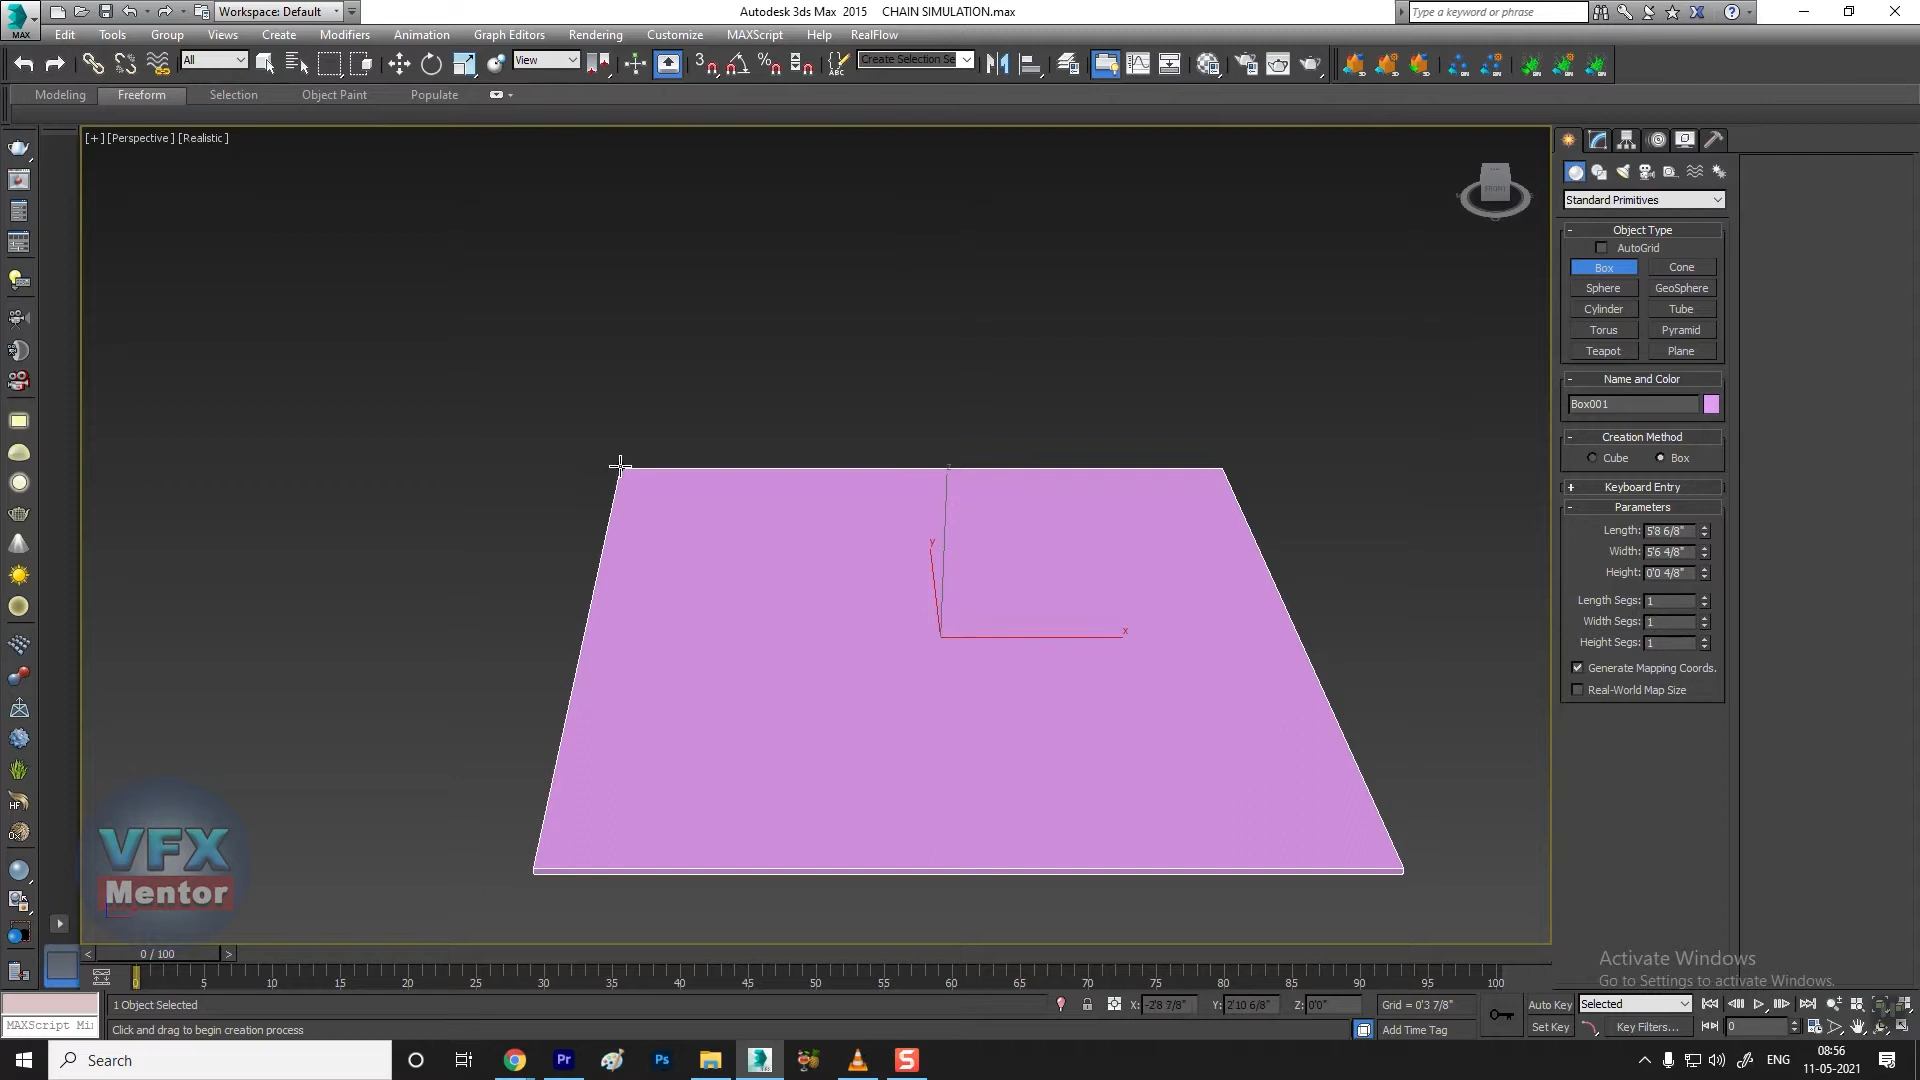 Workspace: Default
Autodesk 3ds Max 2015 CHAIN SIMULATION.max
Type a keyword or phrase
MAX
Edit Tools Group Views Create Modifiers Animation Graph Editors Rendering Customize MAXScript Help RealFlow
All
View
Create Selection Se
Modeling Freeform Selection Object Paint Populate
[+][Perspective][Realistic]
FRONT
Standard Primitives
- Object Type
AutoGrid
Box Cone
Sphere GeoSphere
Cylinder Tube
Torus Pyramid
Teapot Plane
- Name and Color
Box001
- Creation Method
Cube Box
+ Keyboard Entry
- Parameters
Length: 5'8 6/8"
Width: 5'6 4/8"
Height: 0'0 4/8"
Length Segs: 1
Width Segs: 1
Height Segs: 1
Generate Mapping Coords.
Real-World Map Size
z
y
x
HF
VFX
Mentor
< 0 / 100 >
0 5 10 15 20 25 30 35 40 45 50 55 60 65 70 75 80 85 90 95 100
Activate Windows
Go to Settings to activate Windows.
1 Object Selected
X: -2'8 7/8" Y: 2'10 6/8" Z: 0'0"
Grid = 0'3 7/8"
Auto Key Selected
MAXScript Mi
Click and drag to begin creation process
Add Time Tag
Set Key Key Filters...
0
Search
Pr
Ps
S
ENG
08:56
11-05-2021